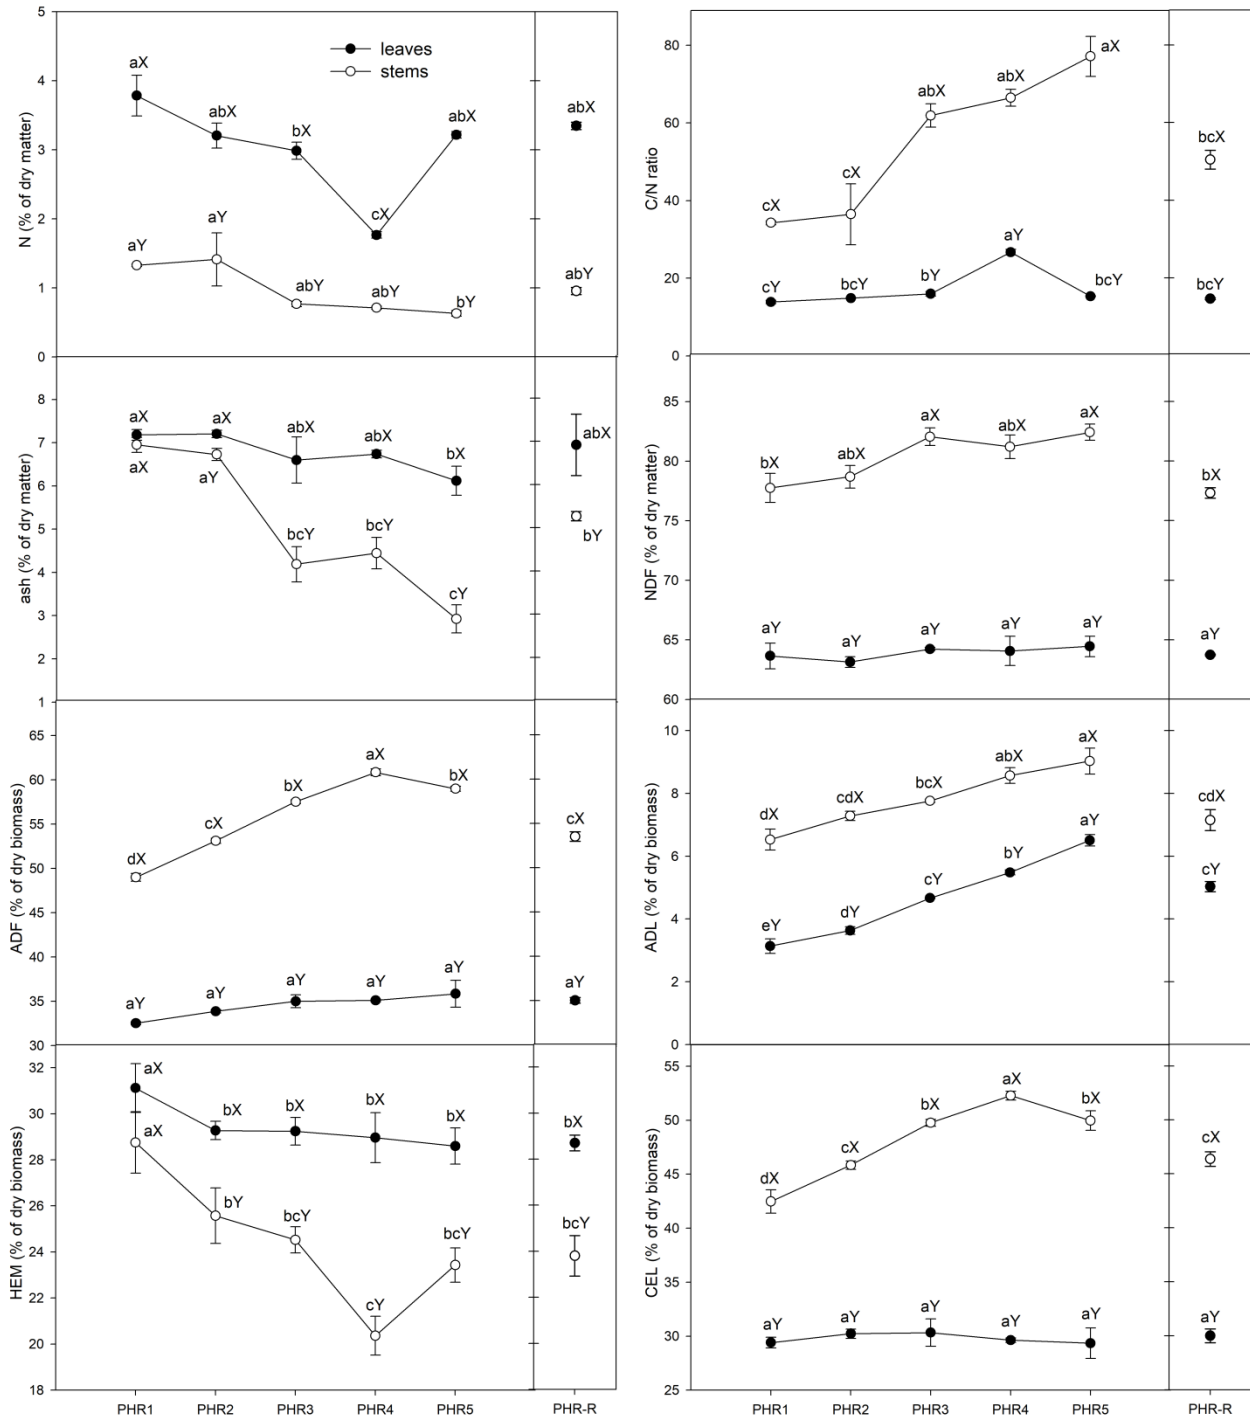 N (% of dry matter)
5
4
3
2
1
0
leaves
stems
aX
abX
bX
cX
abX
abX
aY
aY
abY
abY
bY
abY
C/N ratio
80
60
40
20
0
cX
cX
abX
abX
aX
bcX
cY
bcY
bY
aY
bcY
bcY
ash (% of dry matter)
8
7
6
5
4
3
2
1
aX
aX
abX
abX
bX
abX
aX
aY
bcY
bcY
cY
bY
NDF (% of dry matter)
85
80
75
70
65
60
bX
abX
aX
abX
aX
bX
aY
aY
aY
aY
aY
aY
ADF (% of dry biomass)
65
60
55
50
45
40
35
30
dX
cX
bX
aX
bX
cX
aY
aY
aY
aY
aY
aY
ADL (% of dry biomass)
10
8
6
4
2
0
dX
cdX
bcX
abX
aX
cdX
eY
dY
cY
bY
aY
cY
HEM (% of dry biomass)
32
30
28
26
24
22
20
18
aX
bX
bX
bX
bX
bX
aX
bY
bcY
cY
bcY
bcY
PHR1 PHR2 PHR3 PHR4 PHR5 PHR-R
CEL (% of dry biomass)
55
50
45
40
35
30
25
dX
cX
bX
aX
bX
cX
aY
aY
aY
aY
aY
aY
PHR1 PHR2 PHR3 PHR4 PHR5 PHR-R